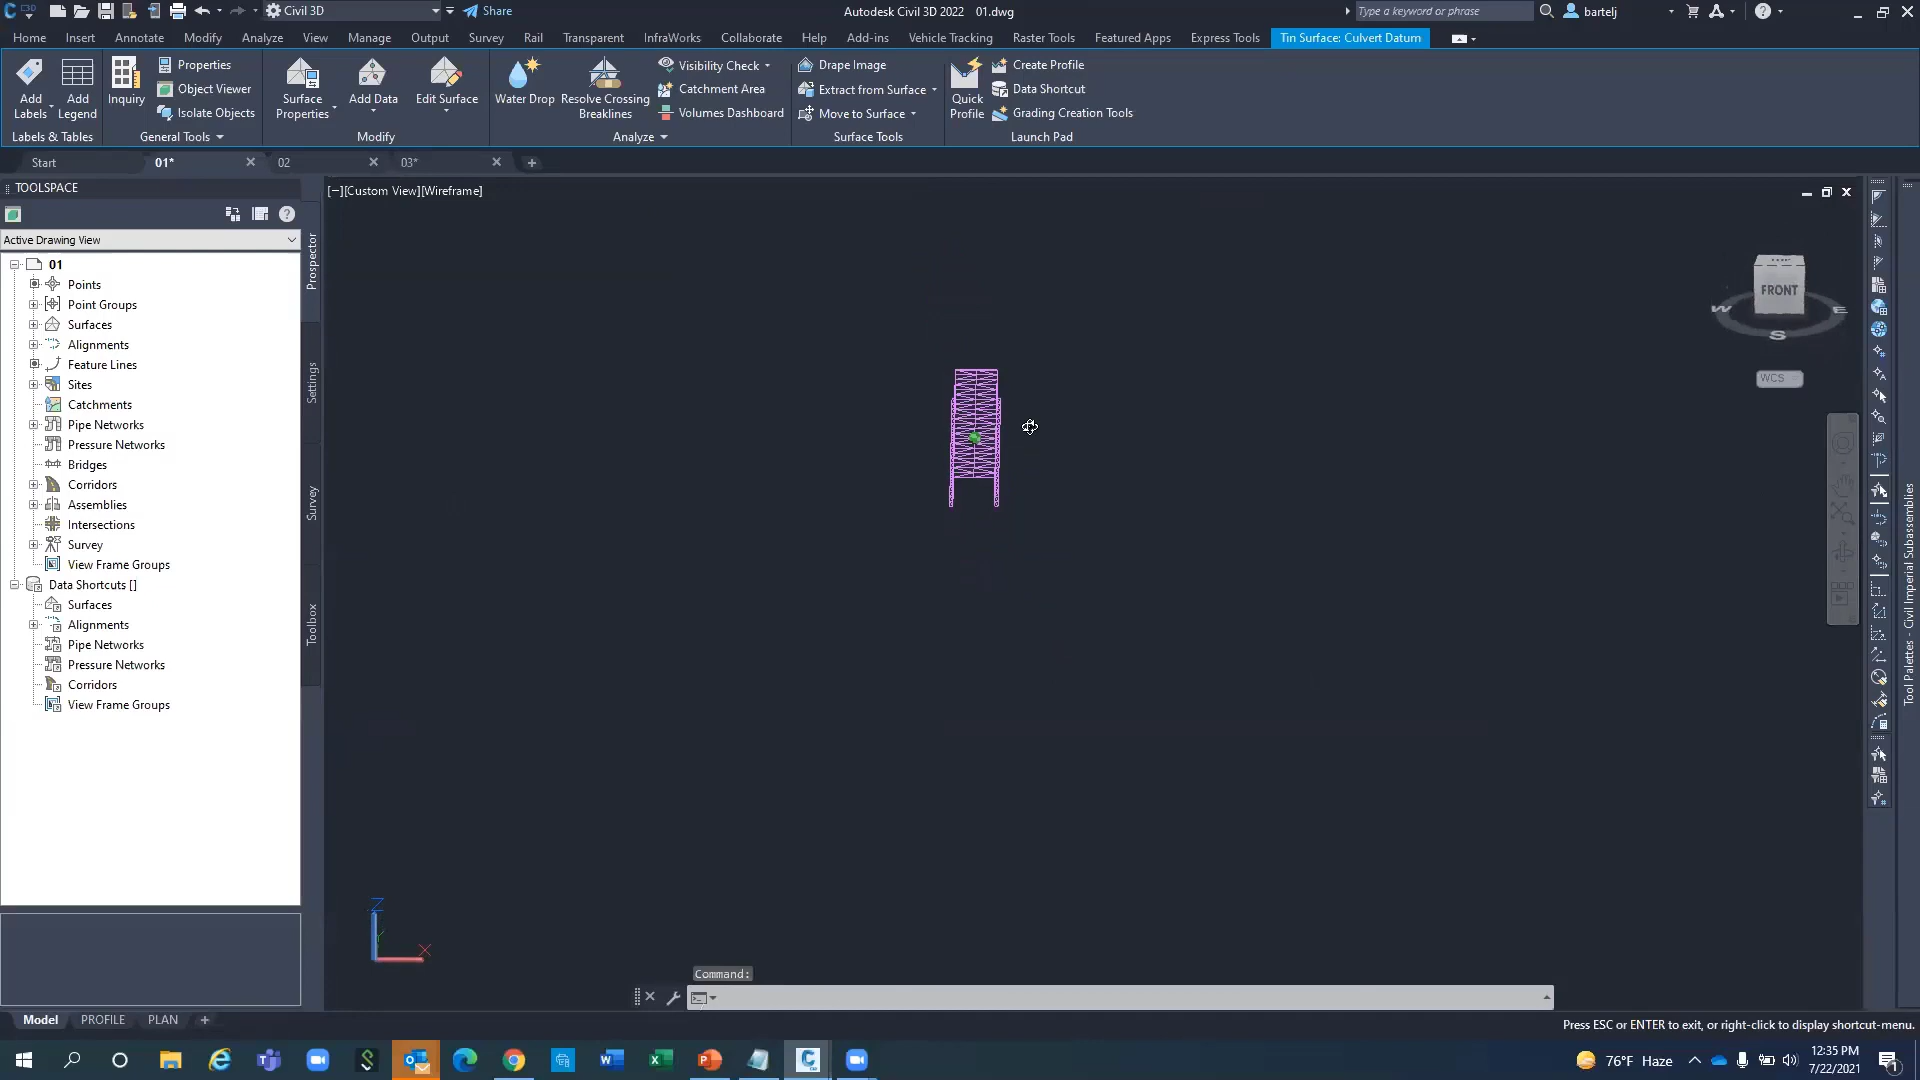 Civil 3D
Share
Autodesk Civil 3D 2022 01.dwg
Type a keyword or phrase
bartelj
Home Insert Annotate Modify Analyze View Manage Output Survey Rail Transparent InfraWorks Collaborate Help Add-ins Vehicle Tracking Raster Tools Featured Apps Express Tools Tin Surface: Culvert Datum
Add Labels
Add Legend
Labels & Tables
Inquiry
Properties
Object Viewer
Isolate Objects
General Tools
Surface Properties
Add Data
Edit Surface
Modify
Water Drop
Resolve Crossing Breaklines
Visibility Check
Catchment Area
Volumes Dashboard
Analyze
Drape Image
Extract from Surface
Move to Surface
Surface Tools
Quick Profile
Create Profile
Data Shortcut
Grading Creation Tools
Launch Pad
Start 01* 02 03*
TOOLSPACE
Active Drawing View
01
Points
Point Groups
Surfaces
Alignments
Feature Lines
Sites
Catchments
Pipe Networks
Pressure Networks
Bridges
Corridors
Assemblies
Intersections
Survey
View Frame Groups
Data Shortcuts []
Surfaces
Alignments
Pipe Networks
Pressure Networks
Corridors
View Frame Groups
Prospector
Settings
Survey
Toolbox
[−][Custom View][Wireframe]
FRONT
W
E
S
WCS
Tool Palettes - Civil Imperial Subassemblies
Z
Y
X
Command:
Model PROFILE PLAN
Press ESC or ENTER to exit, or right-click to display shortcut-menu.
76°F Haze
12:35 PM
7/22/2021